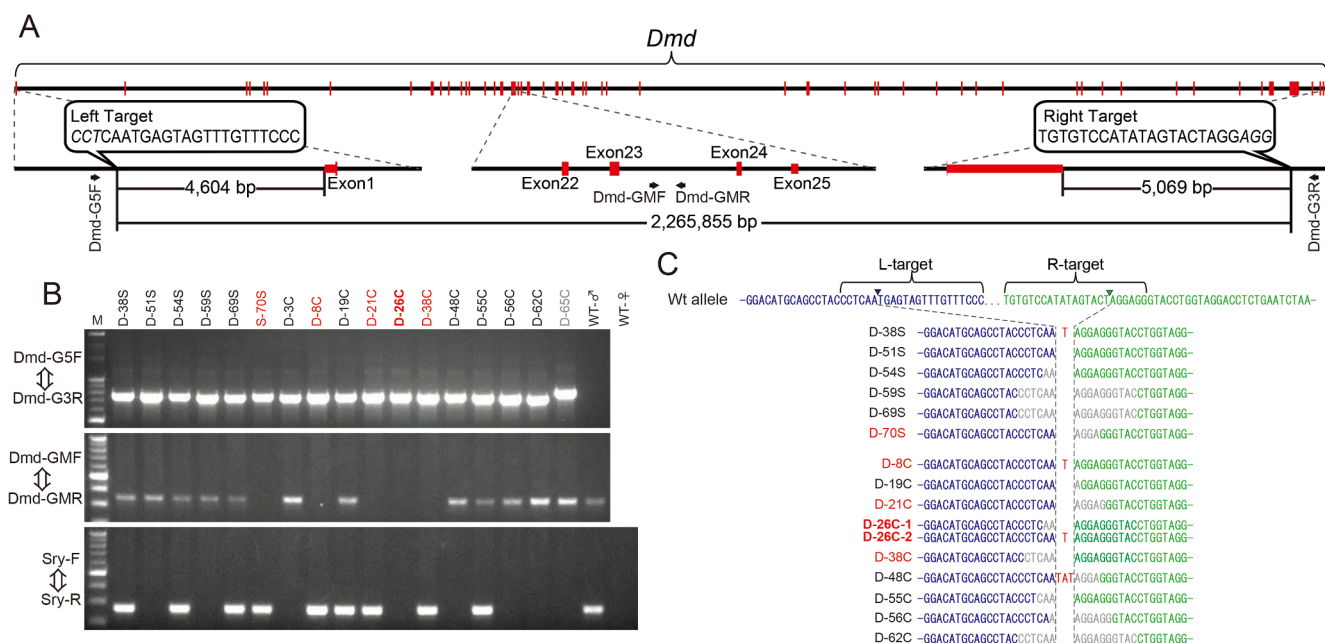 A
Dmd
Left Target
CCTCAATGAGTAGTTTGTTTCCC
Right Target
TGTGTCCATATAGTACTAGGAGG
Exon23
Exon24
Exon1
Exon22
Exon25
4,604 bp
Dmd-GMF
Dmd-GMR
5,069 bp
Dmd-G5F
2,265,855 bp
Dmd-G3R
B
M
D-38S
D-51S
D-54S
D-59S
D-69S
S-70S
D-3C
D-8C
D-19C
D-21C
D-26C
D-38C
D-48C
D-55C
D-56C
D-62C
D-65C
WT-♂
WT-♀
Dmd-G5F
Dmd-G3R
Dmd-GMF
Dmd-GMR
Sry-F
Sry-R
C
L-target
R-target
Wt allele
-GGACATGCAGCCTACCCTCAATGAGTAGTTTGTTTCCC...TGTGTCCATATAGTACTAGGAGGGTACCTGGTAGGACCTCTGAATCTAA-
D-38S -GGACATGCAGCCTACCCTCAA T AGGAGGGTACCTGGTAGG-
D-51S -GGACATGCAGCCTACCCTCAA AGGAGGGTACCTGGTAGG-
D-54S -GGACATGCAGCCTACCCTCAA AGGAGGGTACCTGGTAGG-
D-59S -GGACATGCAGCCTACCCTCAA AGGAGGGTACCTGGTAGG-
D-69S -GGACATGCAGCCTACCCTCAA AGGAGGGTACCTGGTAGG-
D-70S -GGACATGCAGCCTACCCTCAA AGGAGGGTACCTGGTAGG-
D-8C -GGACATGCAGCCTACCCTCAA T AGGAGGGTACCTGGTAGG-
D-19C -GGACATGCAGCCTACCCTCAA AGGAGGGTACCTGGTAGG-
D-21C -GGACATGCAGCCTACCCTCAA AGGAGGGTACCTGGTAGG-
D-26C-1 -GGACATGCAGCCTACCCTCAA AGGAGGGTACCTGGTAGG-
D-26C-2 -GGACATGCAGCCTACCCTCAA T AGGAGGGTACCTGGTAGG-
D-38C -GGACATGCAGCCTACCCTCAA AGGAGGGTACCTGGTAGG-
D-48C -GGACATGCAGCCTACCCTCAATATAGGAGGGTACCTGGTAGG-
D-55C -GGACATGCAGCCTACCCTCAA AGGAGGGTACCTGGTAGG-
D-56C -GGACATGCAGCCTACCCTCAA AGGAGGGTACCTGGTAGG-
D-62C -GGACATGCAGCCTACCCTCAA AGGAGGGTACCTGGTAGG-